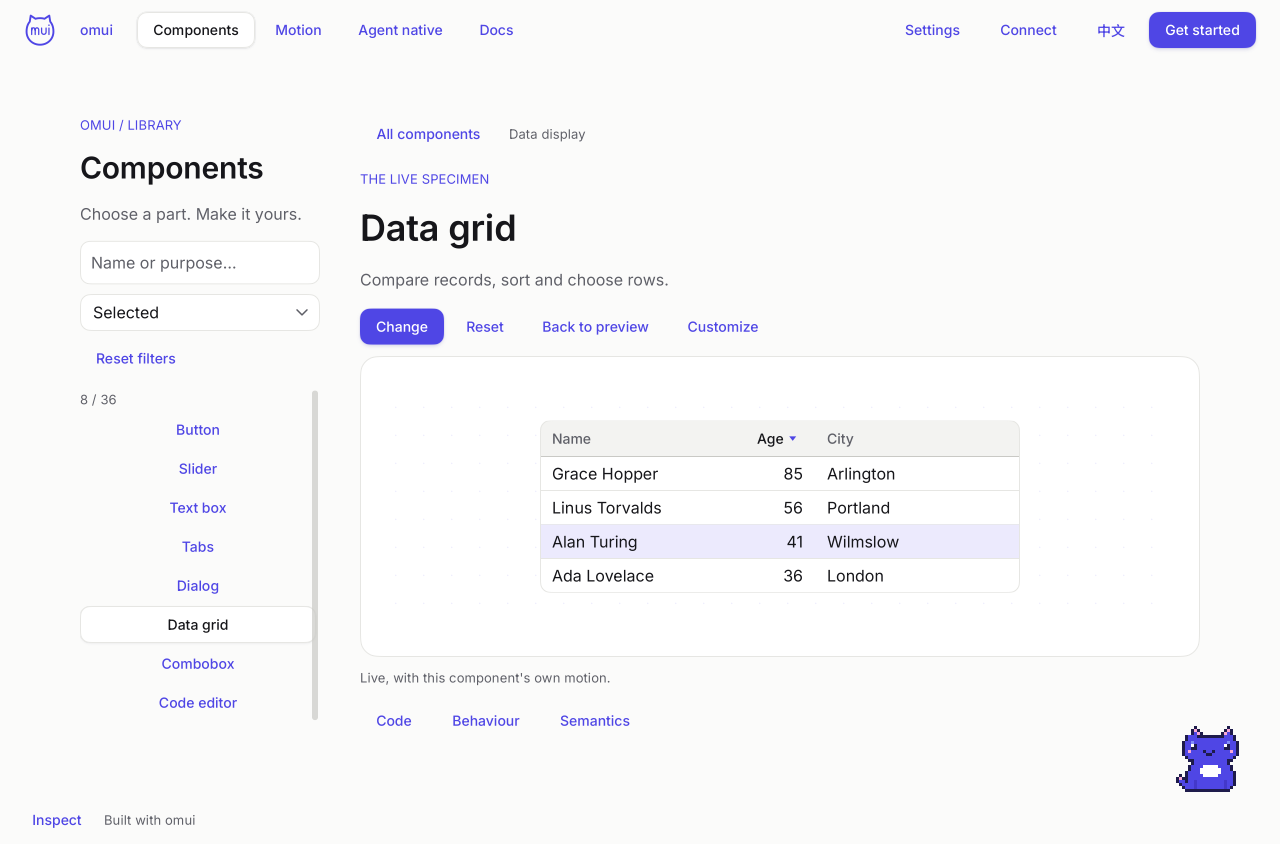 mui omui Components Motion Agent native Docs Settings Connect 中文 Get started
OMUI / LIBRARY
Components
Choose a part. Make it yours.
Name or purpose...
Selected
Reset filters
8 / 36
Button
Slider
Text box
Tabs
Dialog
Data grid
Combobox
Code editor
All components Data display
THE LIVE SPECIMEN
Data grid
Compare records, sort and choose rows.
Change Reset Back to preview Customize
Name Age City
Grace Hopper 85 Arlington
Linus Torvalds 56 Portland
Alan Turing 41 Wilmslow
Ada Lovelace 36 London
Live, with this component's own motion.
Code Behaviour Semantics
Inspect Built with omui